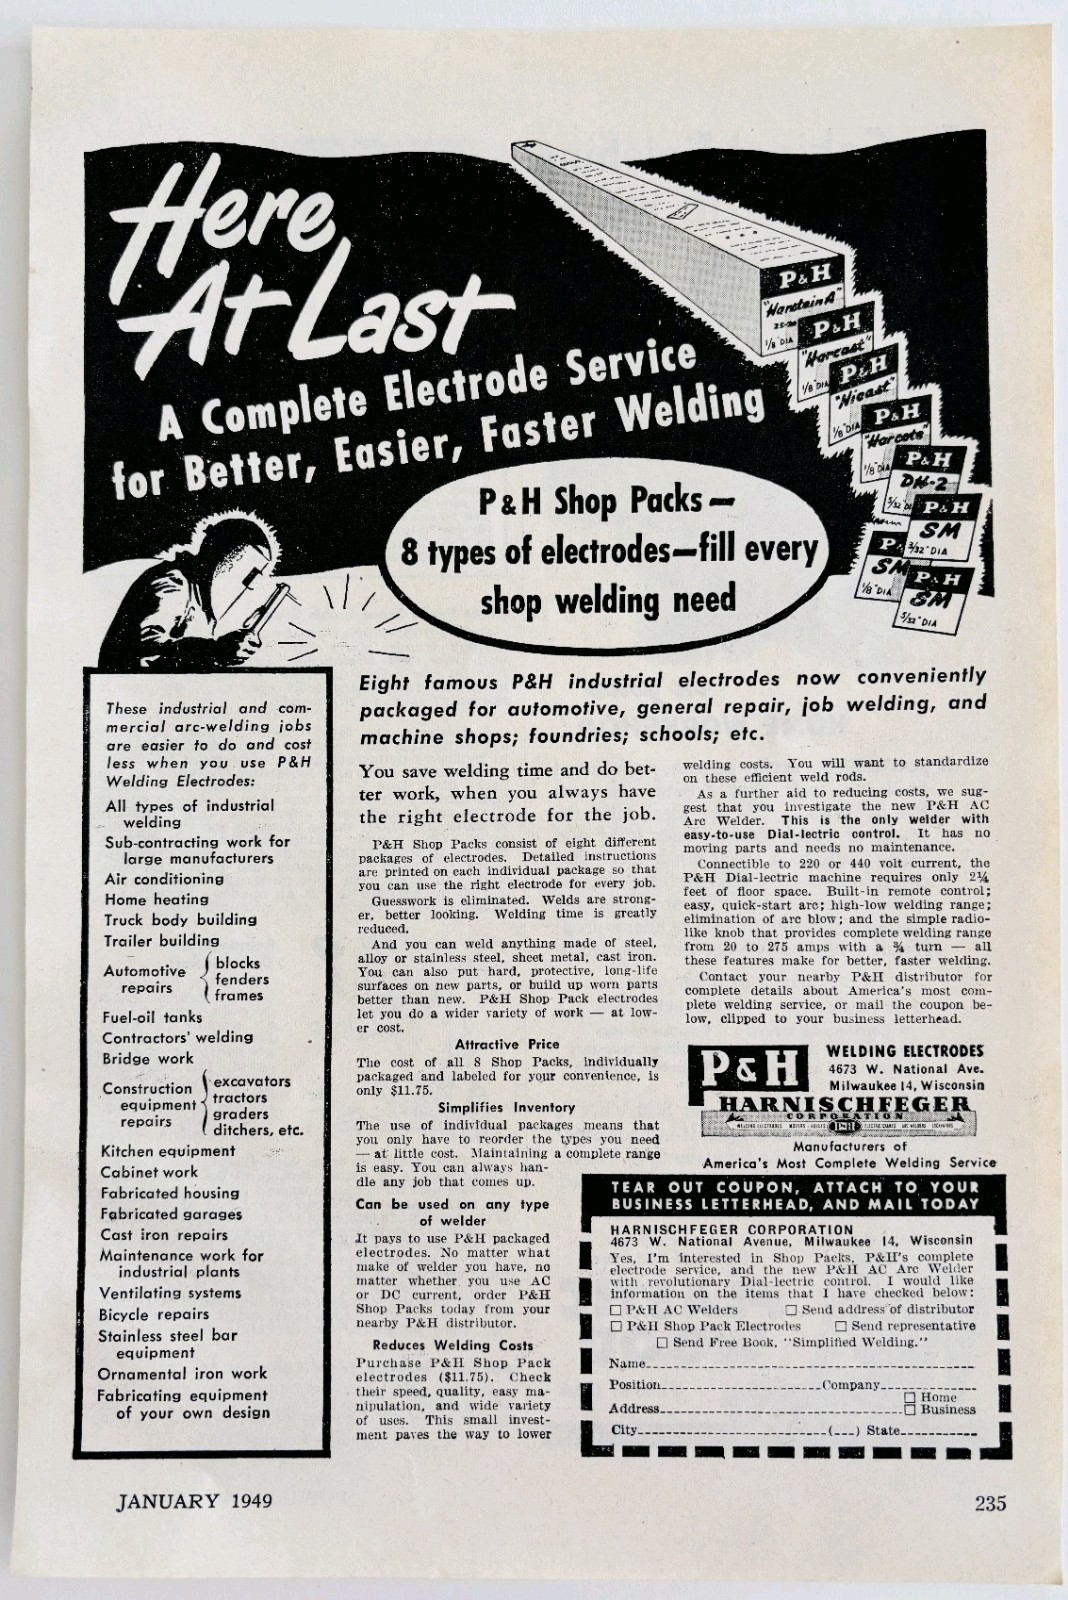 Here
At Last
A Complete Electrode Service
for Better, Easier, Faster Welding
P&H
"Harstain A"
25-20
1/8" DIA
P&H
"Harcast"
1/8" DIA
P&H
"Nicast"
1/8" DIA
P&H
"Harcote"
1/8" DIA
P&H
DH-2
5/32" DIA
P&H
SM
3/32" DIA
SM
1/8" DIA
P&H
SM
5/32" DIA
P&H Shop Packs—
8 types of electrodes—fill every
shop welding need
These industrial and com-
mercial arc-welding jobs
are easier to do and cost
less when you use P&H
Welding Electrodes:
All types of industrial
welding
Sub-contracting work for
large manufacturers
Air conditioning
Home heating
Truck body building
Trailer building
Automotive repairs { blocks
fenders
frames
Fuel-oil tanks
Contractors' welding
Bridge work
Construction equipment repairs { excavators
tractors
graders
ditchers, etc.
Kitchen equipment
Cabinet work
Fabricated housing
Fabricated garages
Cast iron repairs
Maintenance work for
industrial plants
Ventilating systems
Bicycle repairs
Stainless steel bar
equipment
Ornamental iron work
Fabricating equipment
of your own design
Eight famous P&H industrial electrodes now conveniently
packaged for automotive, general repair, job welding, and
machine shops; foundries; schools; etc.
You save welding time and do bet-
ter work, when you always have
the right electrode for the job.
P&H Shop Packs consist of eight different
packages of electrodes. Detailed instructions
are printed on each individual package so that
you can use the right electrode for every job.
Guesswork is eliminated. Welds are strong-
er, better looking. Welding time is greatly
reduced.
And you can weld anything made of steel,
alloy or stainless steel, sheet metal, cast iron.
You can also put hard, protective, long-life
surfaces on new parts, or build up worn parts
better than new. P&H Shop Pack electrodes
let you do a wider variety of work — at low-
er cost.
Attractive Price
The cost of all 8 Shop Packs, individually
packaged and labeled for your convenience, is
only $11.75.
Simplifies Inventory
The use of individual packages means that
you only have to reorder the types you need
— at little cost. Maintaining a complete range
is easy. You can always han-
dle any job that comes up.
Can be used on any type
of welder
It pays to use P&H packaged
electrodes. No matter what
make of welder you have, no
matter whether you use AC
or DC current, order P&H
Shop Packs today from your
nearby P&H distributor.
Reduces Welding Costs
Purchase P&H Shop Pack
electrodes ($11.75). Check
their speed, quality, easy ma-
nipulation, and wide variety
of uses. This small invest-
ment paves the way to lower
welding costs. You will want to standardize
on these efficient weld rods.
As a further aid to reducing costs, we sug-
gest that you investigate the new P&H AC
Arc Welder. This is the only welder with
easy-to-use Dial-lectric control. It has no
moving parts and needs no maintenance.
Connectible to 220 or 440 volt current, the
P&H Dial-lectric machine requires only 2¼
feet of floor space. Built-in remote control;
easy, quick-start arc; high-low welding range;
elimination of arc blow; and the simple radio-
like knob that provides complete welding range
from 20 to 275 amps with a ¾ turn — all
these features make for better, faster welding.
Contact your nearby P&H distributor for
complete details about America's most com-
plete welding service, or mail the coupon be-
low, clipped to your business letterhead.
P&H
WELDING ELECTRODES
4673 W. National Ave.
Milwaukee 14, Wisconsin
HARNISCHFEGER
CORPORATION
WELDING ELECTRODES
P&H
Manufacturers of
America's Most Complete Welding Service
TEAR OUT COUPON, ATTACH TO YOUR
BUSINESS LETTERHEAD, AND MAIL TODAY
HARNISCHFEGER CORPORATION
4673 W. National Avenue, Milwaukee 14, Wisconsin
Yes, I'm interested in Shop Packs, P&H's complete
electrode service, and the new P&H AC Arc Welder
with revolutionary Dial-lectric control. I would like
information on the items that I have checked below:
☐ P&H AC Welders ☐ Send address of distributor
☐ P&H Shop Pack Electrodes ☐ Send representative
☐ Send Free Book, "Simplified Welding."
Name
Position Company
☐ Home
Address ☐ Business
City (___) State
JANUARY 1949
235